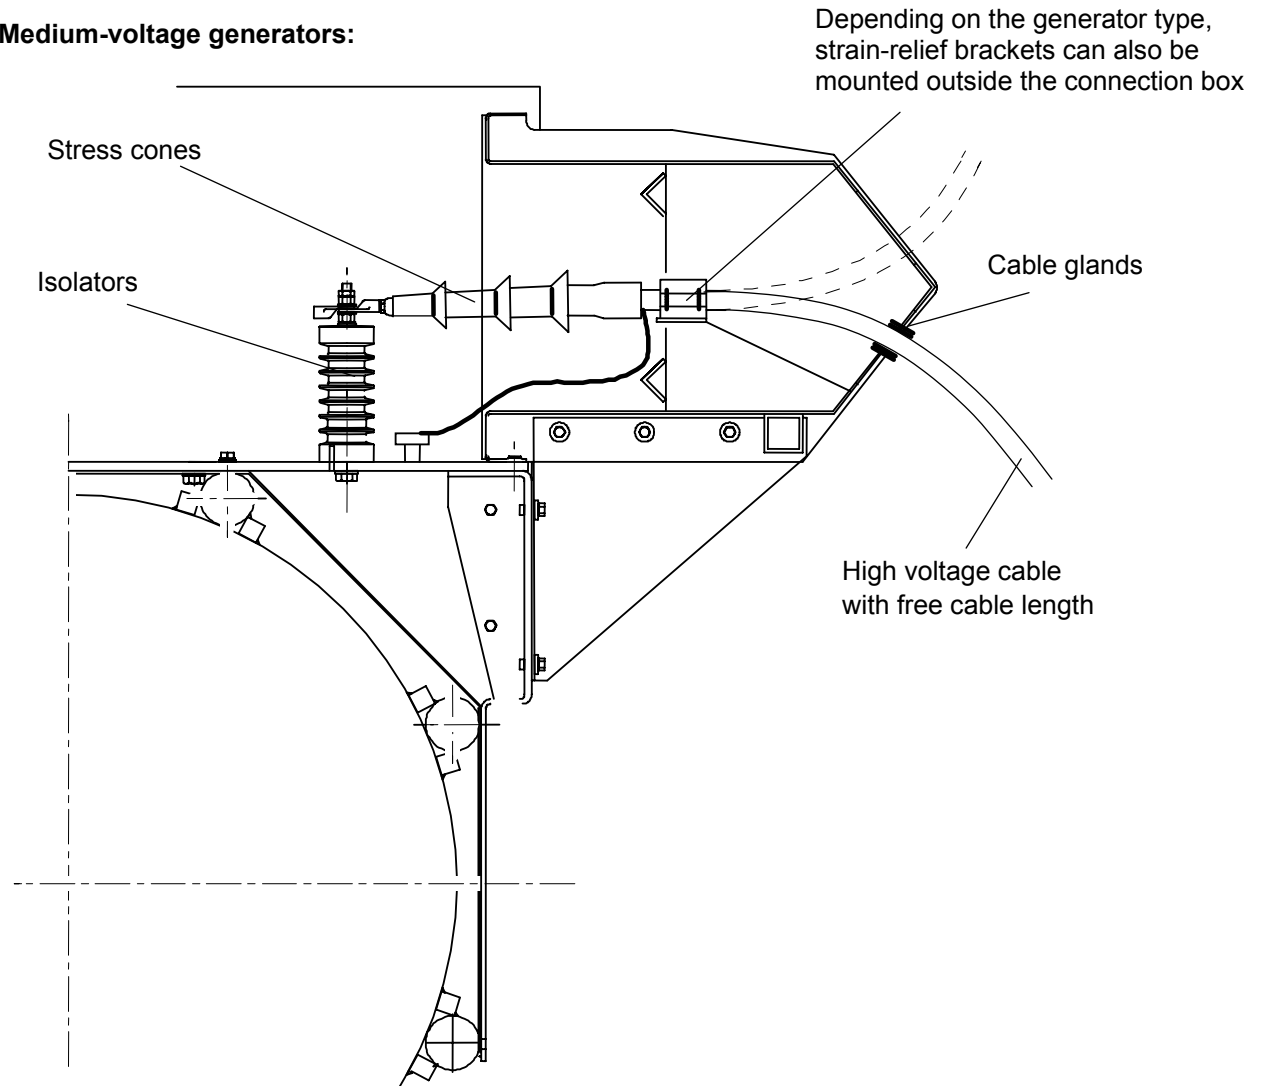 Medium-voltage generators:
Depending on the generator type,
strain-relief brackets can also be
mounted outside the connection box
Stress cones
Isolators
Cable glands
High voltage cable
with free cable length